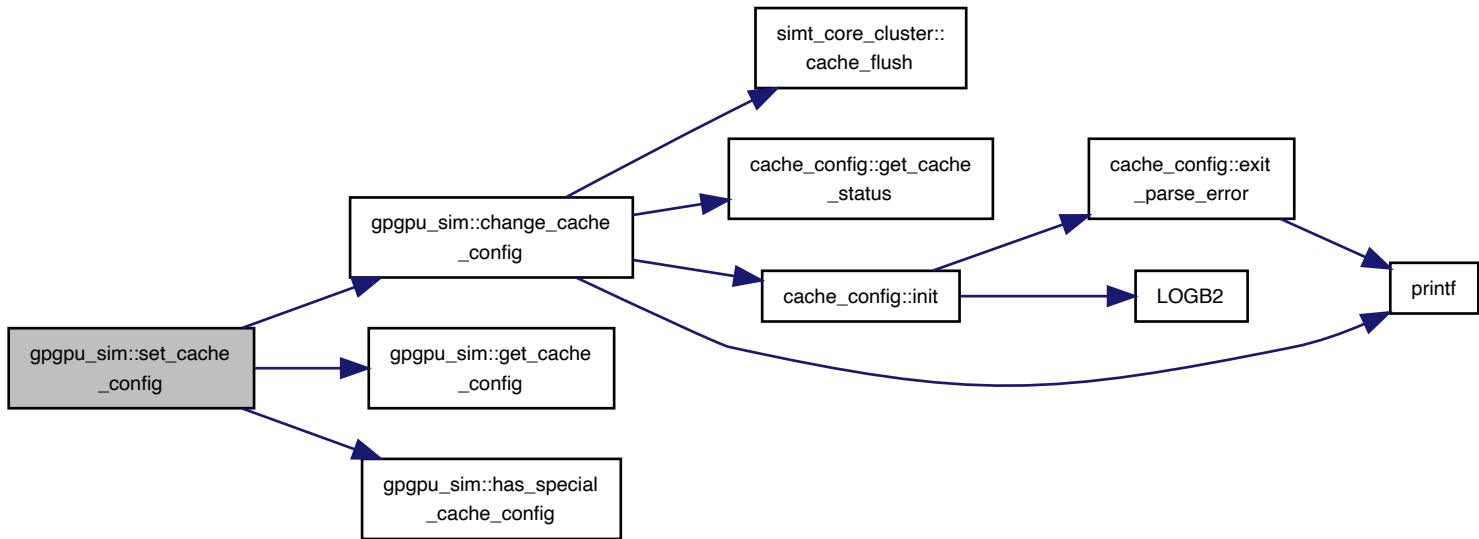 simt_core_cluster::
cache_flush
cache_config::get_cache
_status
cache_config::exit
_parse_error
gpgpu_sim::change_cache
_config
cache_config::init
LOGB2
printf
gpgpu_sim::set_cache
_config
gpgpu_sim::get_cache
_config
gpgpu_sim::has_special
_cache_config